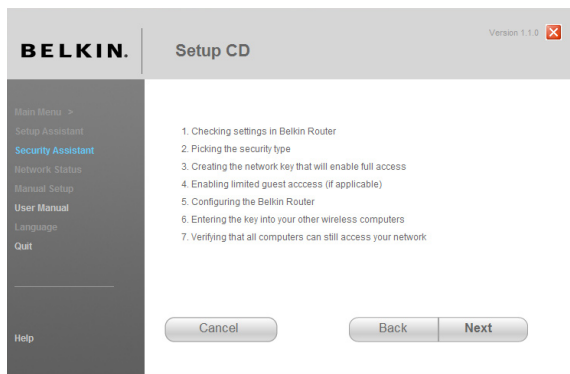 BELKIN.
Setup CD
Version 1.1.0
Main Menu >
Setup Assistant
Security Assistant
Network Status
Manual Setup
User Manual
Language
Quit
Help
1. Checking settings in Belkin Router
2. Picking the security type
3. Creating the network key that will enable full access
4. Enabling limited guest acccess (if applicable)
5. Configuring the Belkin Router
6. Entering the key into your other wireless computers
7. Verifying that all computers can still access your network
Cancel
Back
Next